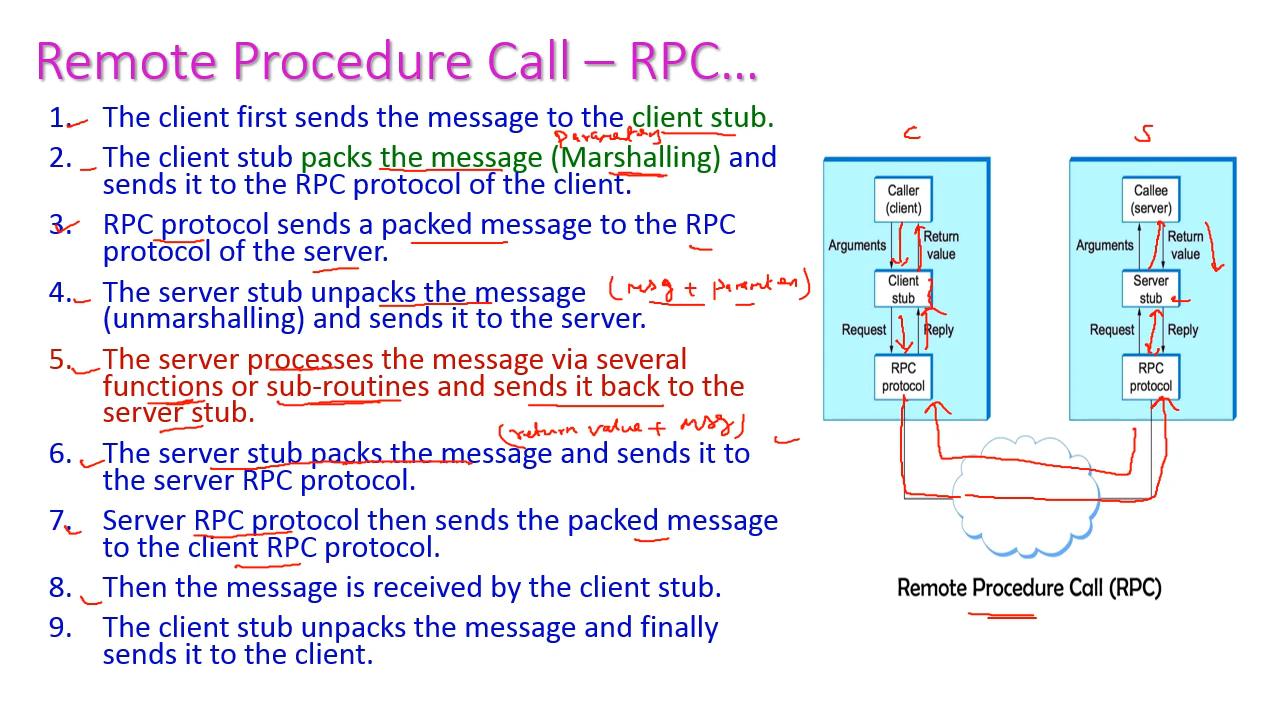 Remote Procedure Call – RPC...
1. The client first sends the message to the client stub.
parameters
2. The client stub packs the message (Marshalling) and
sends it to the RPC protocol of the client.
3. RPC protocol sends a packed message to the RPC
protocol of the server.
4. The server stub unpacks the message (msg + parameters)
(unmarshalling) and sends it to the server.
5. The server processes the message via several
functions or sub-routines and sends it back to the
server stub.
(return value + msg)
6. The server stub packs the message and sends it to
the server RPC protocol.
7. Server RPC protocol then sends the packed message
to the client RPC protocol.
8. Then the message is received by the client stub.
9. The client stub unpacks the message and finally
sends it to the client.
C
Caller
(client)
Arguments
Return
value
Client
stub
Request
Reply
RPC
protocol
S
Callee
(server)
Arguments
Return
value
Server
stub
Request
Reply
RPC
protocol
Remote Procedure Call (RPC)